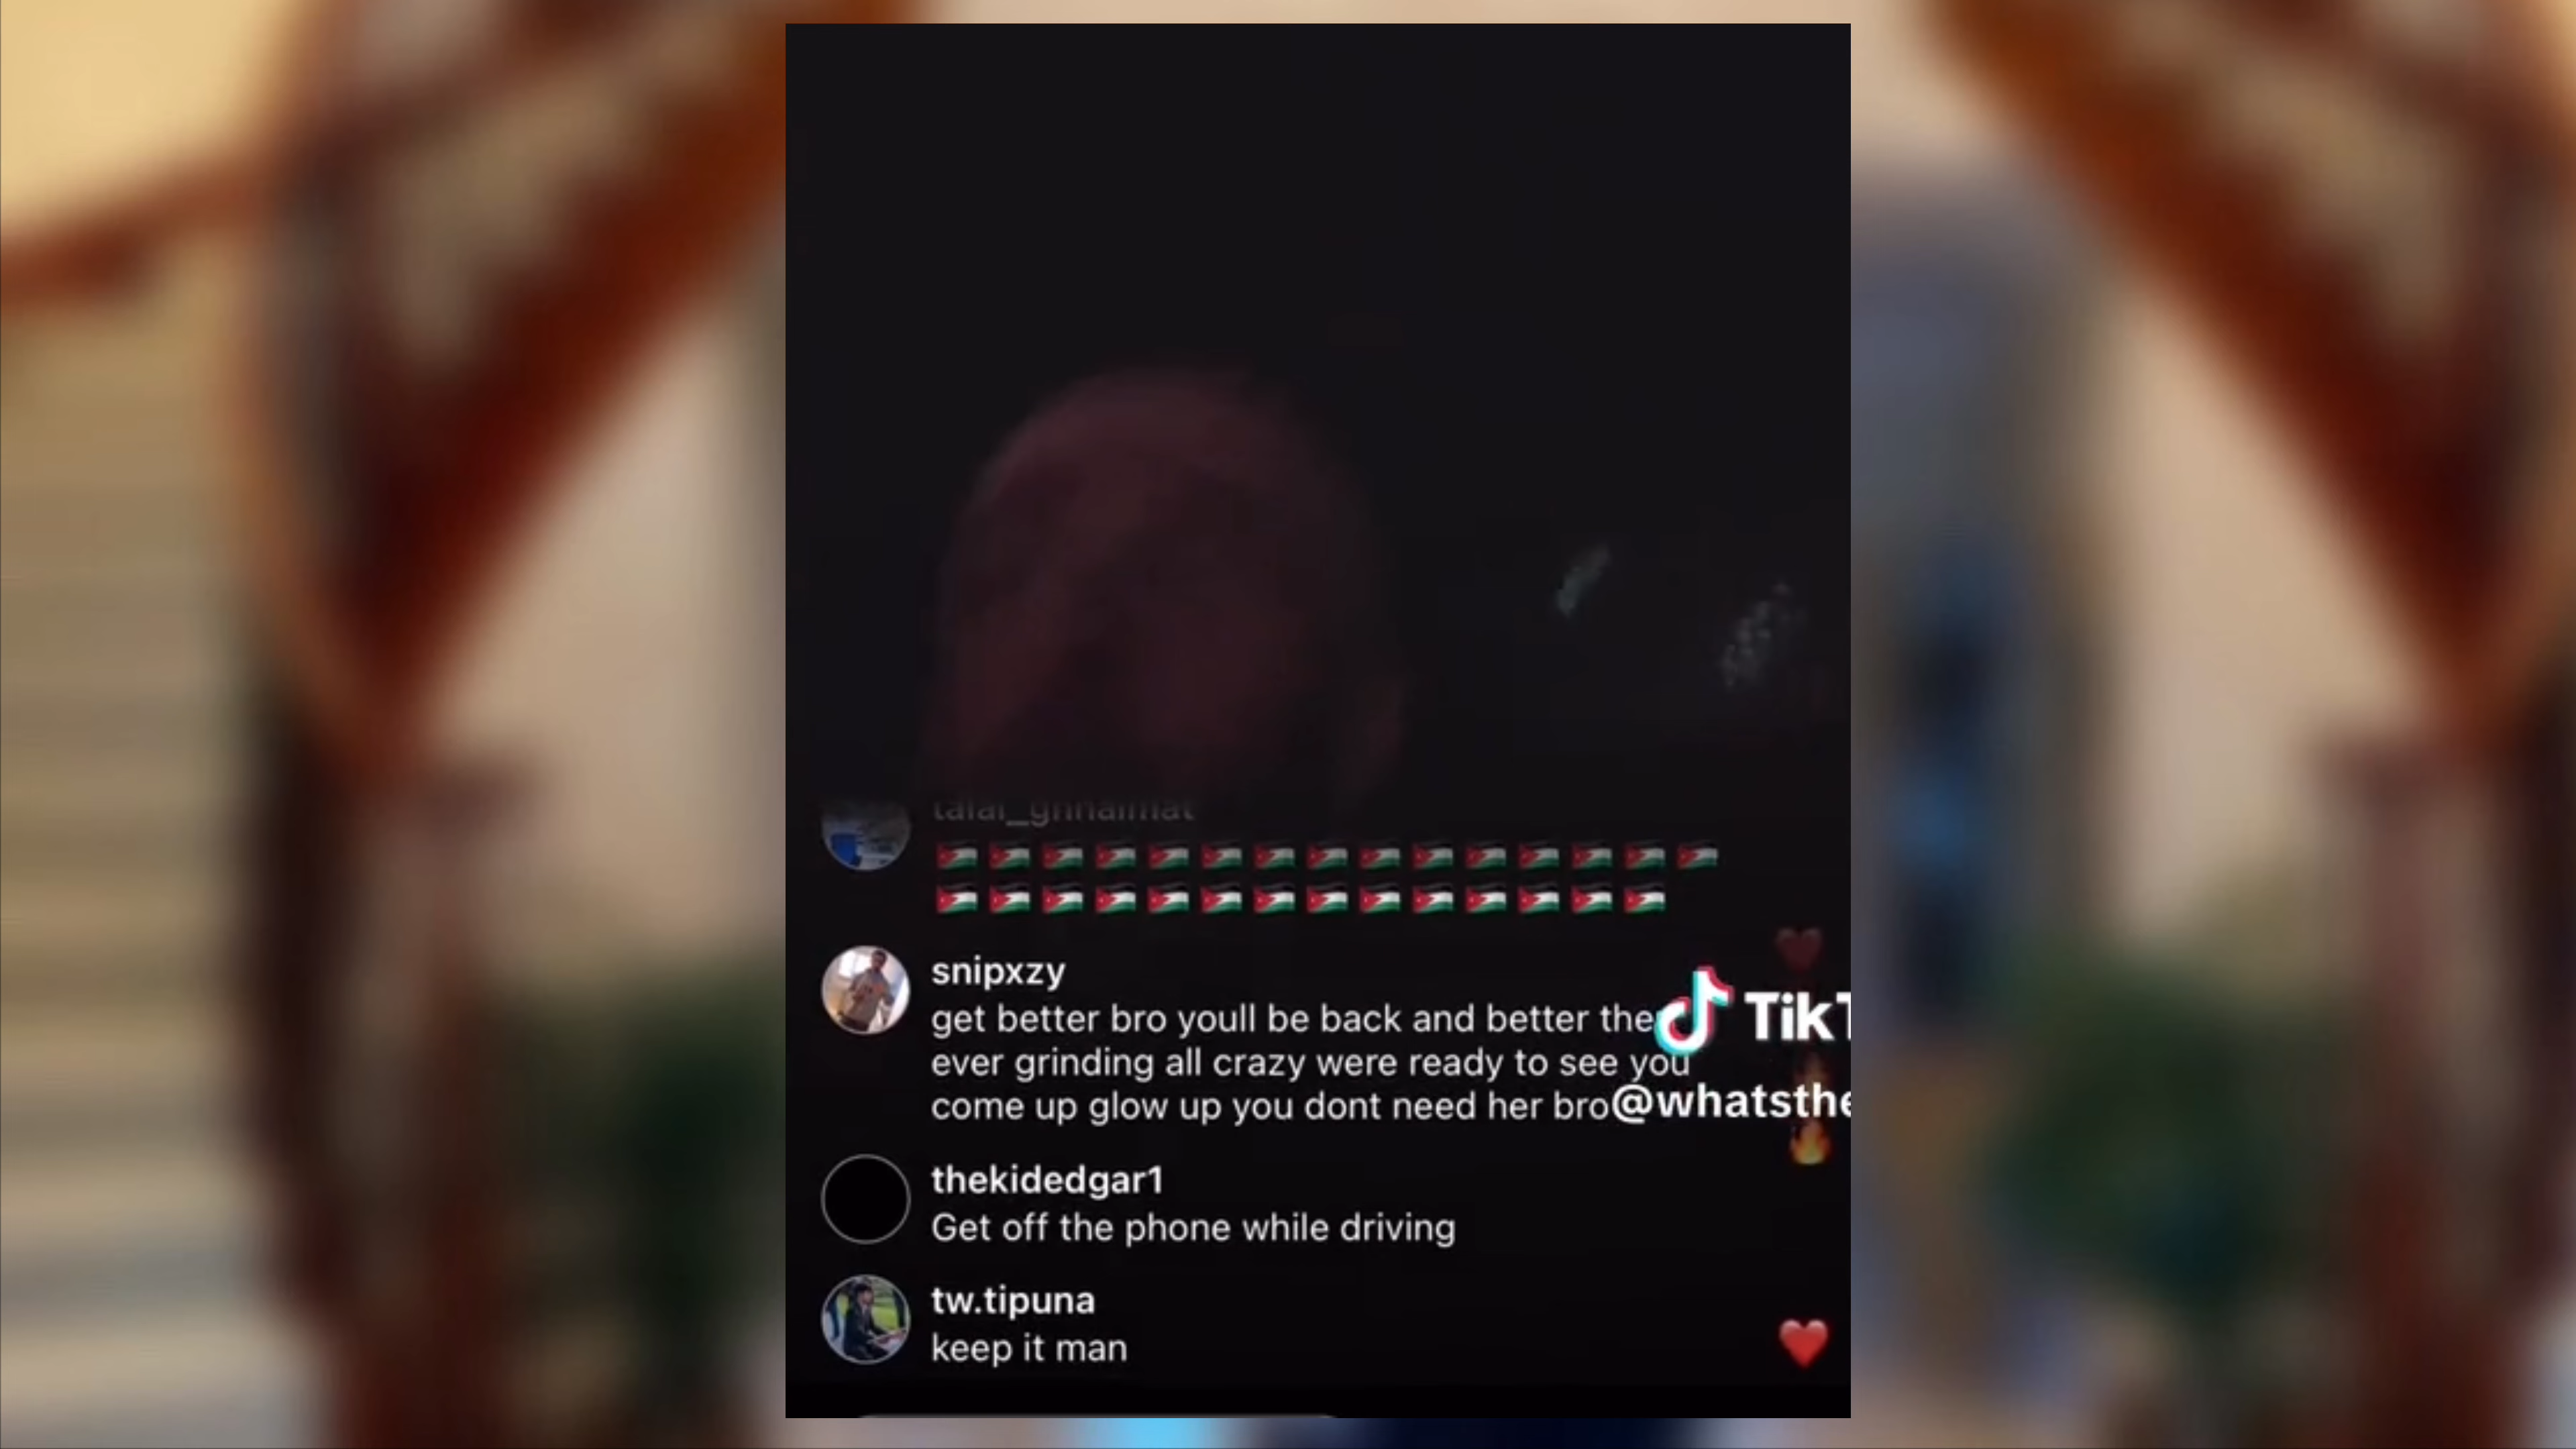 snipxzy
get better bro youll be back and better the
ever grinding all crazy were ready to see you
come up glow up you dont need her bro
TikT
@whatsthe
thekidedgar1
Get off the phone while driving
tw.tipuna
keep it man